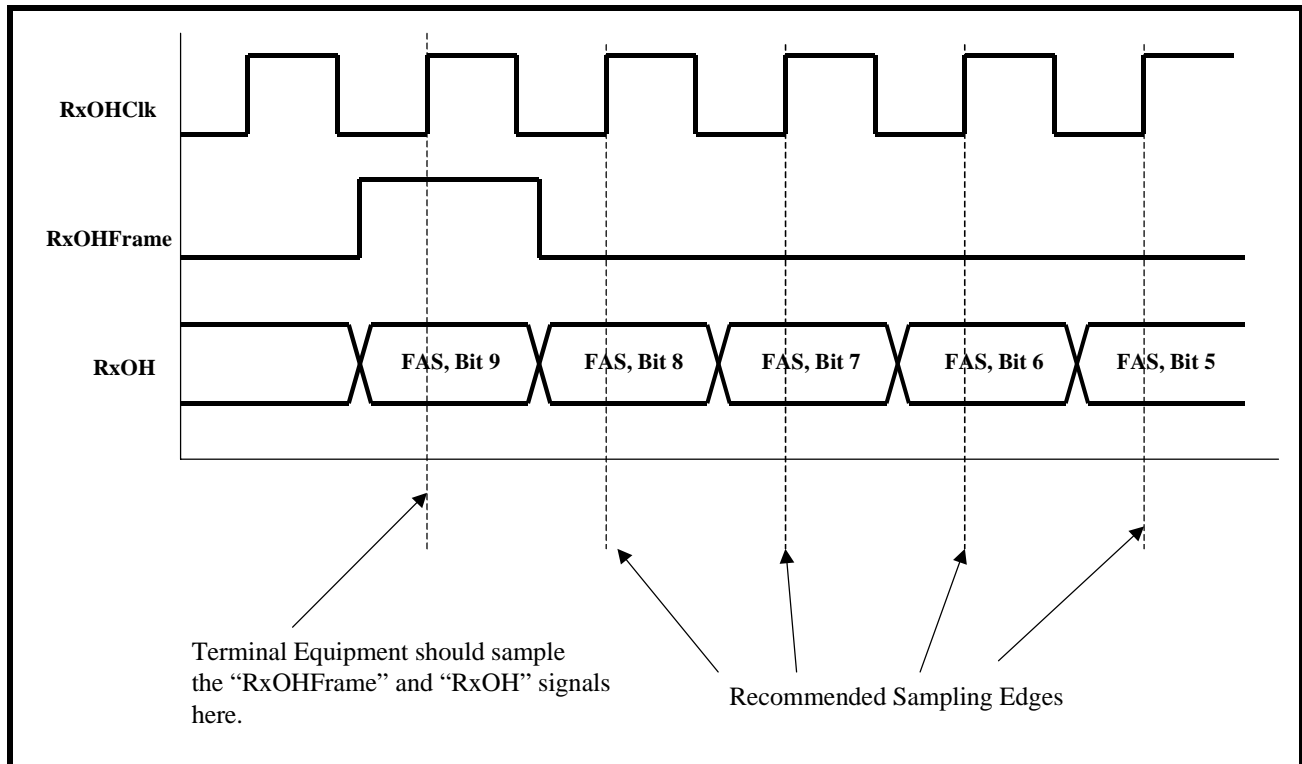 RxOHClk
RxOHFrame
RxOH
FAS, Bit 9
FAS, Bit 8
FAS, Bit 7
FAS, Bit 6
FAS, Bit 5
Terminal Equipment should sample
the “RxOHFrame” and “RxOH” signals
here.
Recommended Sampling Edges